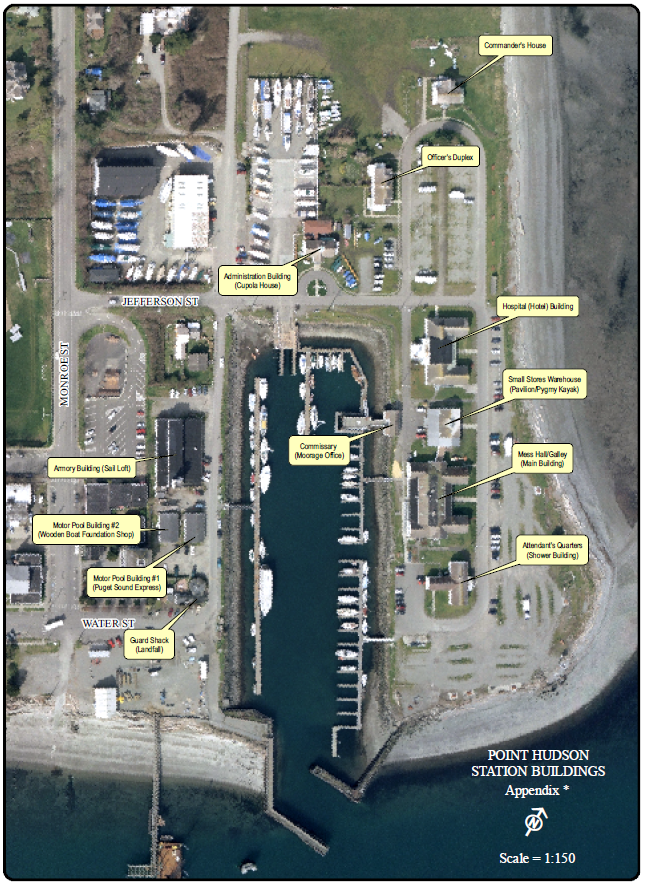 Commander's House
Officer's Duplex
Administration Building
(Cupola House)
JEFFERSON ST
Hospital (Hotel) Building
MONROE ST
Small Stores Warehouse
(Pavilion/Pygmy Kayak)
Commissary
(Moorage Office)
Armory Building (Sail Loft)
Mess Hall/Galley
(Main Building)
Motor Pool Building #2
(Wooden Boat Foundation Shop)
Attendant's Quarters
(Shower Building)
Motor Pool Building #1
(Puget Sound Express)
WATER ST
Guard Shack
(Landfall)
POINT HUDSON
STATION BUILDINGS
Appendix *
N
Scale = 1:150